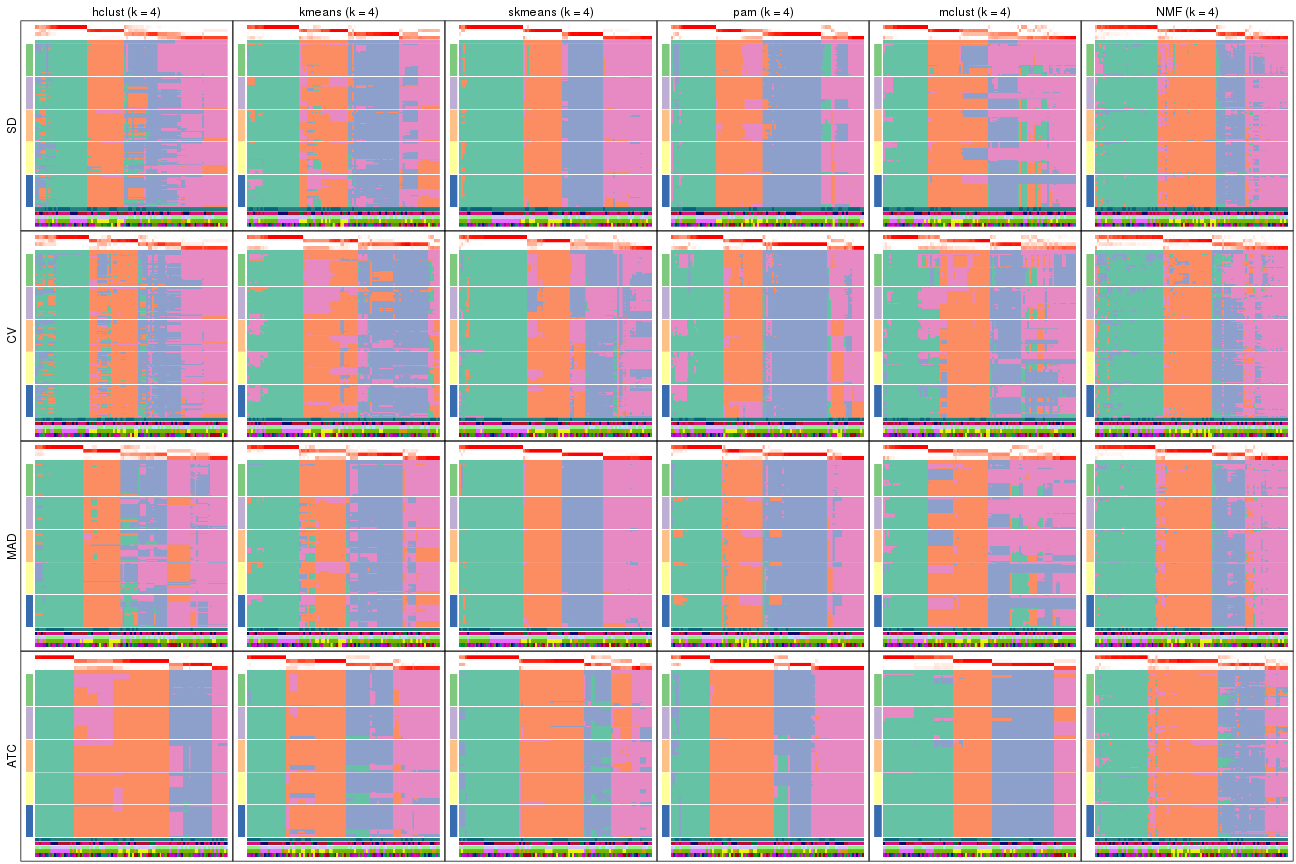 hclust (k = 4) kmeans (k = 4) skmeans (k = 4) pam (k = 4) mclust (k = 4) NMF (k = 4)
SD
CV
MAD
ATC